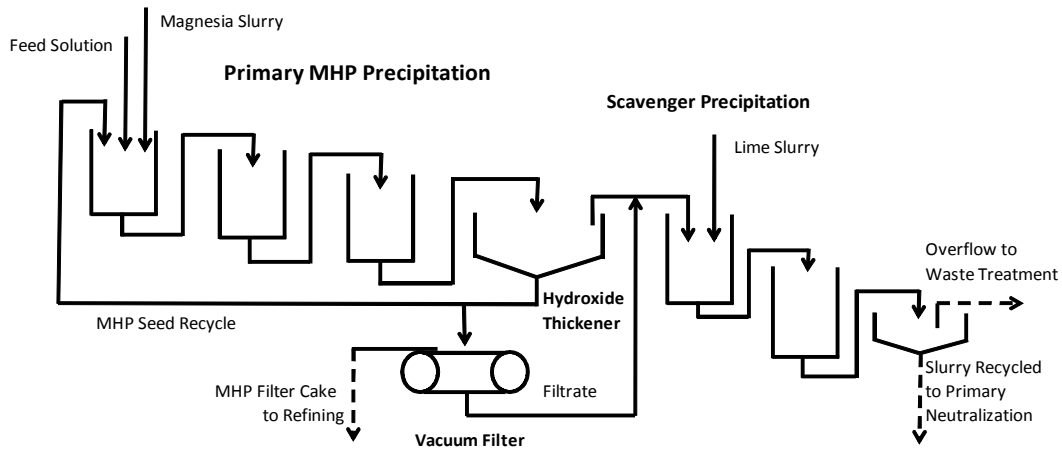 Magnesia Slurry
Feed Solution
Primary MHP Precipitation
Scavenger Precipitation
Lime Slurry
Overflow to
Waste Treatment
Hydroxide
Thickener
MHP Seed Recycle
MHP Filter Cake
to Refining
Filtrate
Slurry Recycled
to Primary
Neutralization
Vacuum Filter